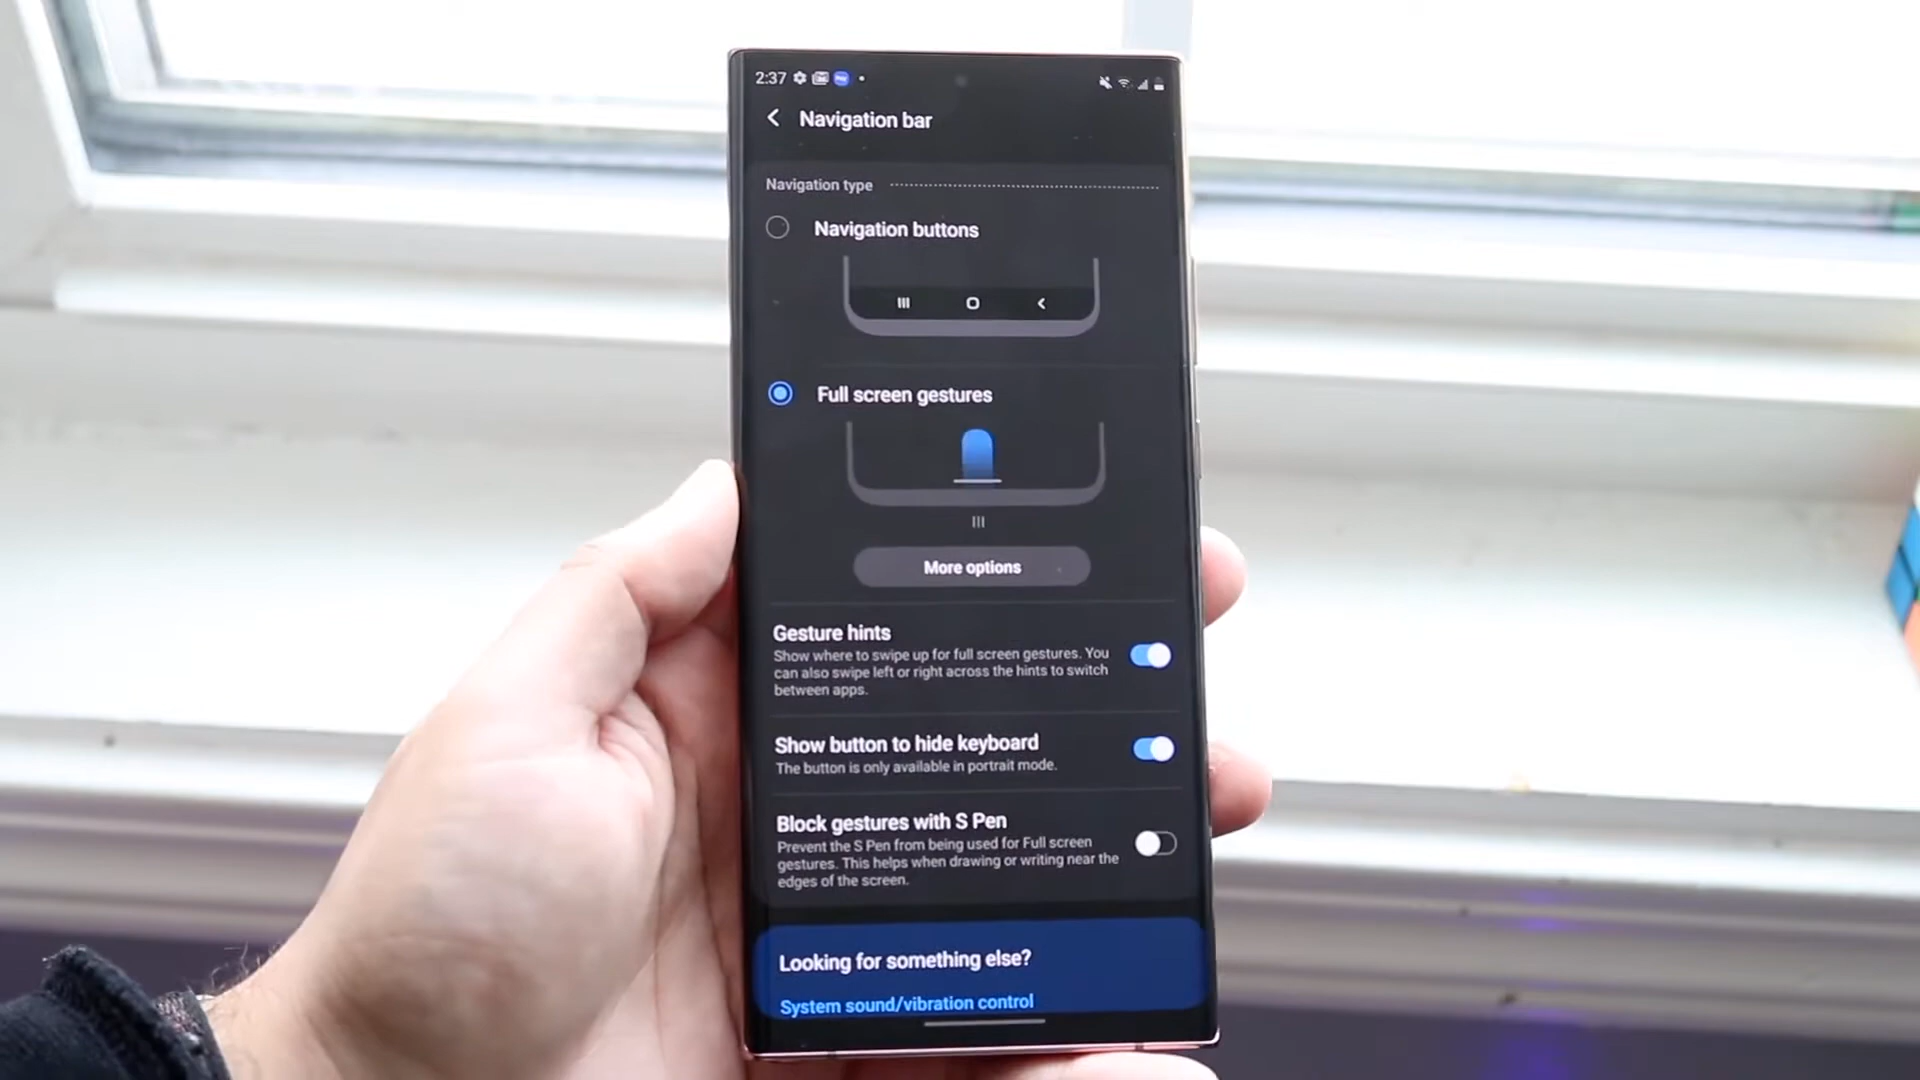 2:37
Navigation bar
Navigation type
Navigation buttons
Full screen gestures
More options
Gesture hints
Show where to swipe up for full screen gestures. You
can also swipe left or right across the hints to switch
between apps.
Show button to hide keyboard
The button is only available in portrait mode.
Block gestures with S Pen
Prevent the S Pen from being used for Full screen
gestures. This helps when drawing or writing near the
edges of the screen.
Looking for something else?
System sound/vibration control